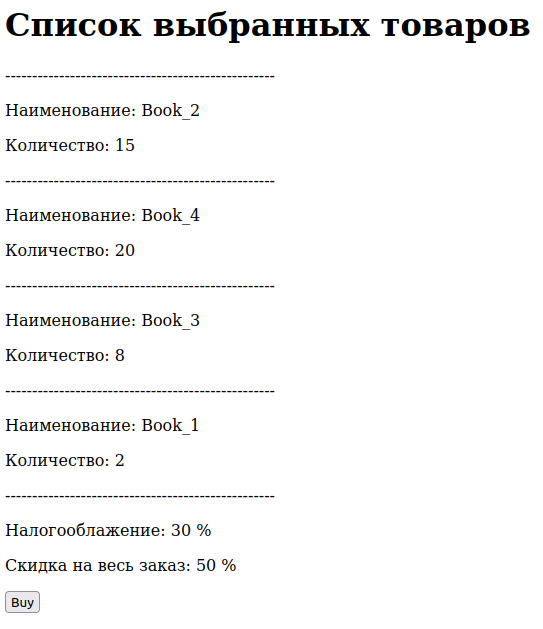 Список выбранных товаров
--------------------------------------------------
Наименование: Book_2
Количество: 15
--------------------------------------------------
Наименование: Book_4
Количество: 20
--------------------------------------------------
Наименование: Book_3
Количество: 8
--------------------------------------------------
Наименование: Book_1
Количество: 2
--------------------------------------------------
Налогооблажение: 30 %
Скидка на весь заказ: 50 %
Buy